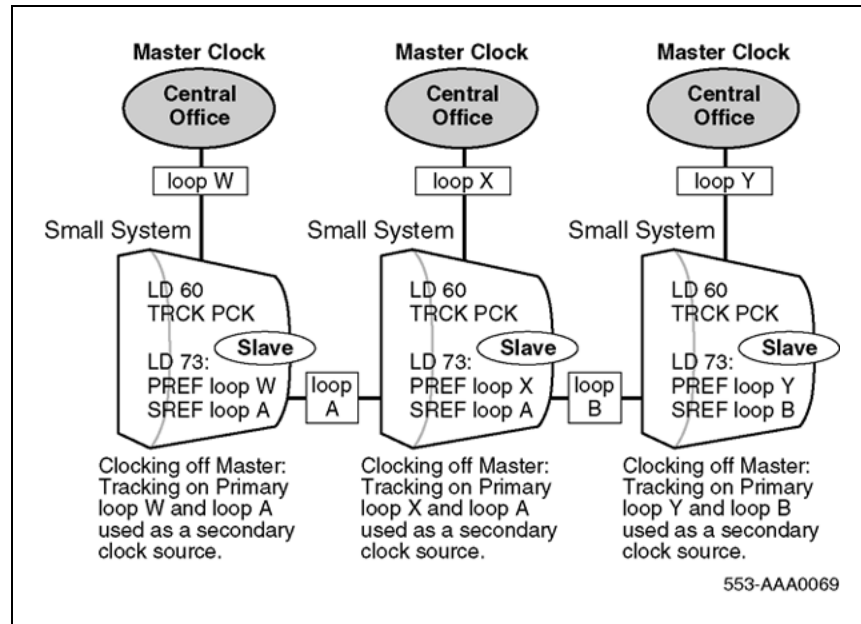 Master Clock
Central
Office
loop W
Small System
LD 60
TRCK PCK
Slave
LD 73:
PREF loop W
SREF loop A
Clocking off Master:
Tracking on Primary
loop W and loop A
used as a secondary
clock source.
loop
A
Master Clock
Central
Office
loop X
Small System
LD 60
TRCK PCK
Slave
LD 73:
PREF loop X
SREF loop A
Clocking off Master:
Tracking on Primary
loop X and loop A
used as a secondary
clock source.
loop
B
Master Clock
Central
Office
loop Y
Small System
LD 60
TRCK PCK
Slave
LD 73:
PREF loop Y
SREF loop B
Clocking off Master:
Tracking on Primary
loop Y and loop B
used as a secondary
clock source.
553-AAA0069